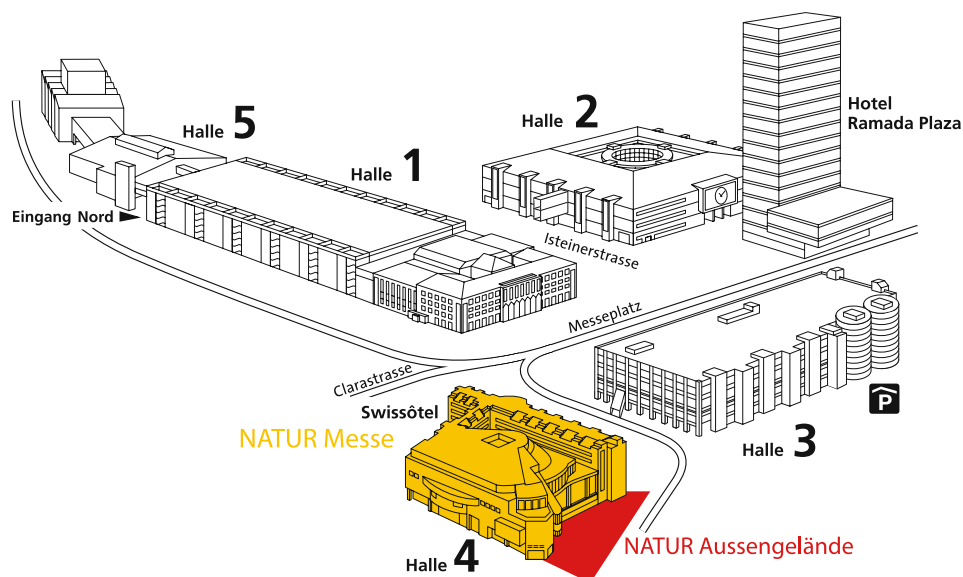 Halle 5
Halle 1
Halle 2
Hotel
Ramada Plaza
Eingang Nord
Isteinerstrasse
Messeplatz
Clarastrasse
Swissôtel
NATUR Messe
P
Halle 3
Halle 4
NATUR Aussengelände